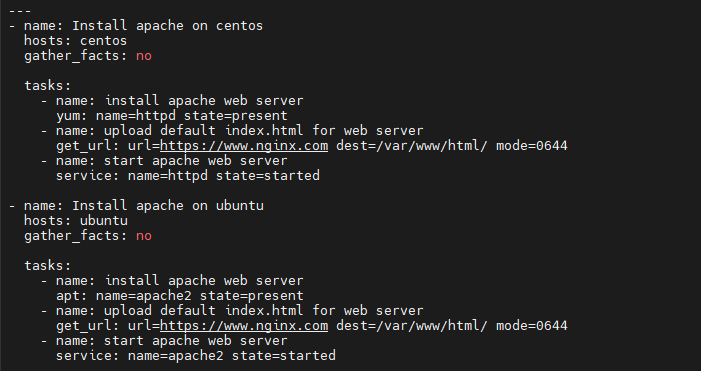 ---
- name: Install apache on centos
  hosts: centos
  gather_facts: no

  tasks:
    - name: install apache web server
      yum: name=httpd state=present
    - name: upload default index.html for web server
      get_url: url=https://www.nginx.com dest=/var/www/html/ mode=0644
    - name: start apache web server
      service: name=httpd state=started

- name: Install apache on ubuntu
  hosts: ubuntu
  gather_facts: no

  tasks:
    - name: install apache web server
      apt: name=apache2 state=present
    - name: upload default index.html for web server
      get_url: url=https://www.nginx.com dest=/var/www/html/ mode=0644
    - name: start apache web server
      service: name=apache2 state=started